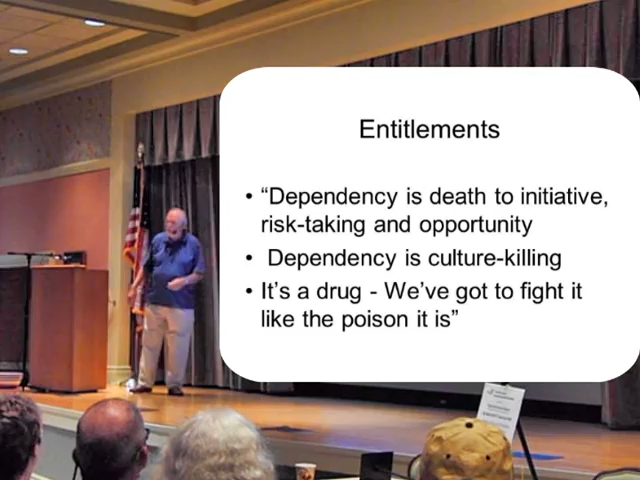 Entitlements
• “Dependency is death to initiative,
risk-taking and opportunity
• Dependency is culture-killing
• It’s a drug - We’ve got to fight it
like the poison it is”